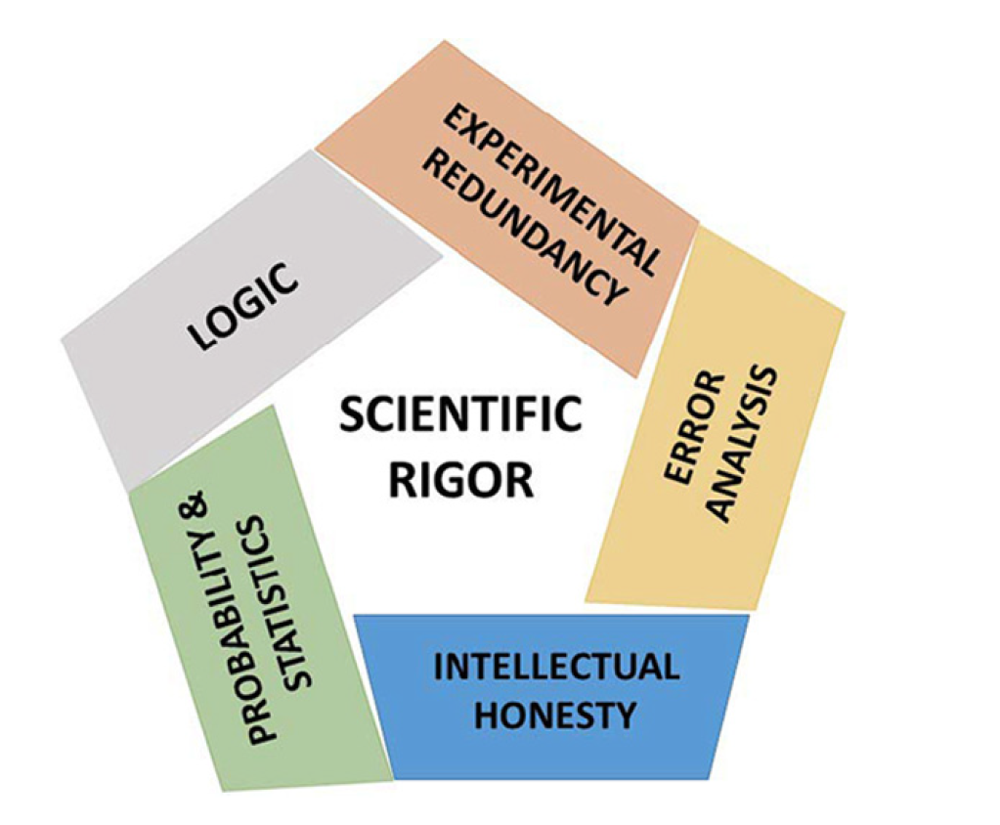 EXPERIMENTAL
REDUNDANCY
LOGIC
ERROR
ANALYSIS
SCIENTIFIC
RIGOR
PROBABILITY &
STATISTICS
INTELLECTUAL
HONESTY